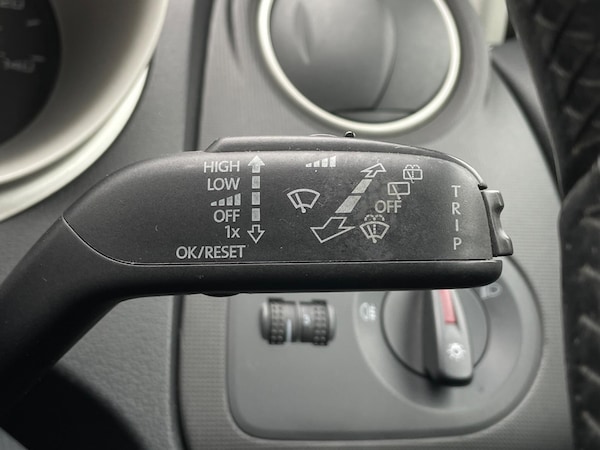 HIGH
LOW
OFF
1x
OK/RESET
OFF
TRIP